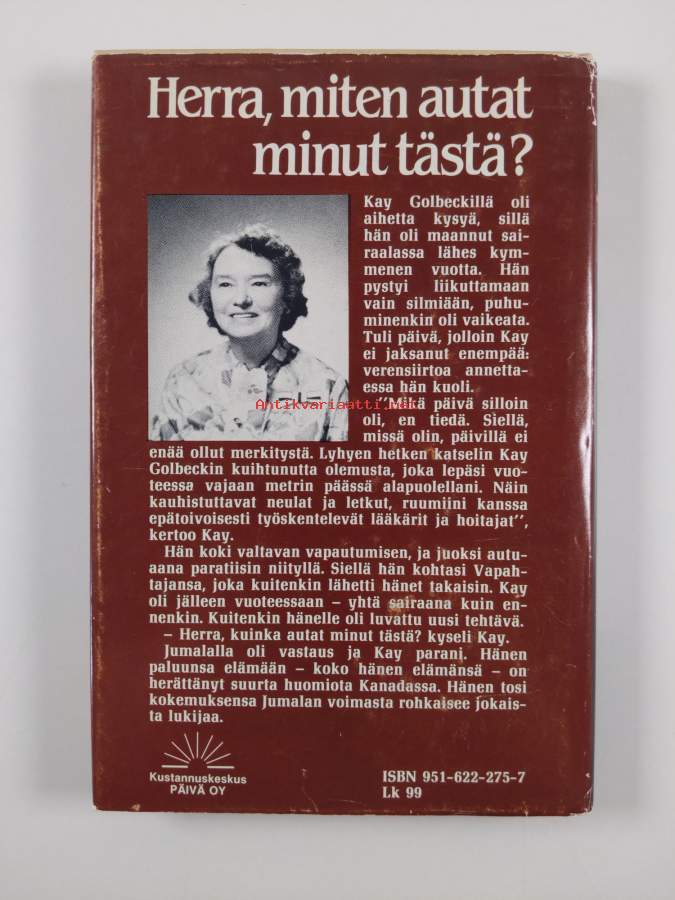 Herra, miten autat
minut tästä?
Kay Golbeckillä oli
aihetta kysyä, sillä
hän oli maannut sai-
raalassa lähes kym-
menen vuotta. Hän
pystyi liikuttamaan
vain silmiään, puhu-
minenkin oli vaikeata.
Tuli päivä, jolloin Kay
ei jaksanut enempää:
verensiirtoa annetta-
essa hän kuoli.
"Mikä päivä silloin
oli, en tiedä. Siellä,
missä olin, päivillä ei
enää ollut merkitystä. Lyhyen hetken katselin Kay
Golbeckin kuihtunutta olemusta, joka lepäsi vuo-
teessa vajaan metrin päässä alapuolellani. Näin
kauhistuttavat neulat ja letkut, ruumiini kanssa
epätoivoisesti työskentelevät lääkärit ja hoitajat",
kertoo Kay.
Hän koki valtavan vapautumisen, ja juoksi autu-
aana paratiisin niityllä. Siellä hän kohtasi Vapah-
tajansa, joka kuitenkin lähetti hänet takaisin. Kay
oli jälleen vuoteessaan – yhtä sairaana kuin en-
nenkin. Kuitenkin hänelle oli luvattu uusi tehtävä.
– Herra, kuinka autat minut tästä? kyseli Kay.
Jumalalla oli vastaus ja Kay parani. Hänen
paluunsa elämään – koko hänen elämänsä – on
herättänyt suurta huomiota Kanadassa. Hänen tosi
kokemuksensa Jumalan voimasta rohkaisee jokais-
ta lukijaa.
Kustannuskeskus
PÄIVÄ OY
ISBN 951-622-275-7
Lk 99
Antikvariaatti.net